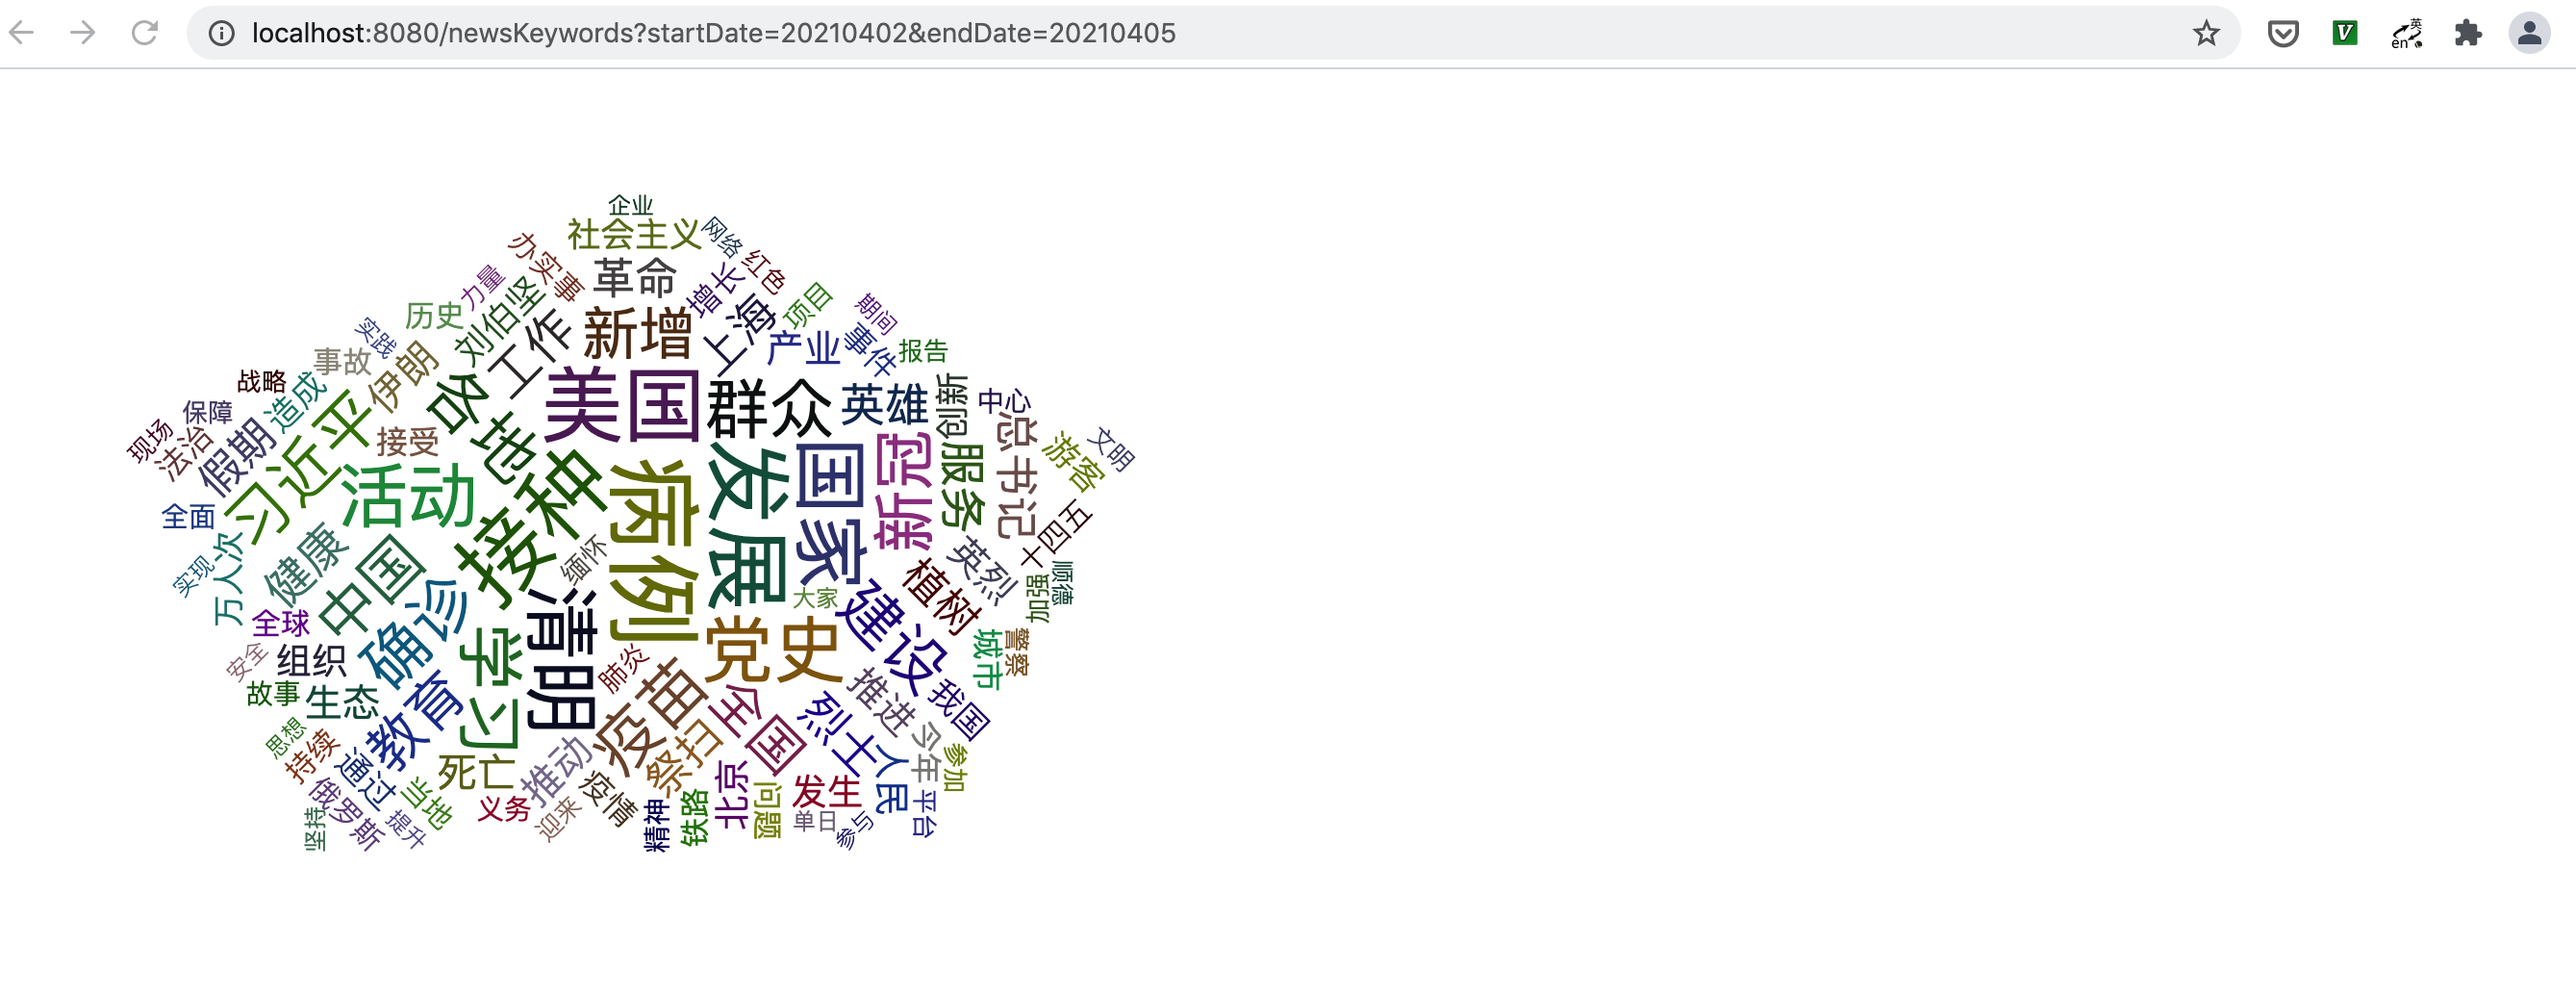 localhost:8080/newsKeywords?startDate=20210402&endDate=20210405
英
en
企业
社会主义
网络
办实事
革命
红色
力量
增长
项目
期间
历史
刘伯坚
新增
上海
实践
工作
产业
事件
报告
事故
伊朗
战略
造成
各地
美国
群众
英雄
创新
中心
保障
习近平
接受
总书记
文明
现场
法治
假期
游客
活动
接种
病例
发展
国家
新冠
服务
全面
万人次
健康
中国
缅怀
英烈
十四五
实现
确诊
大家
植树
加强
顺德
全球
清明
党史
建设
城市
警察
安全
组织
学习
肺炎
故事
生态
教育
疫苗
全国
烈士
推进
我国
思想
持续
通过
死亡
推动
祭扫
今年
参加
俄罗斯
当地
义务
疫情
北京
问题
发生
人民
平台
坚持
提升
迎来
精神
铁路
单日
参与